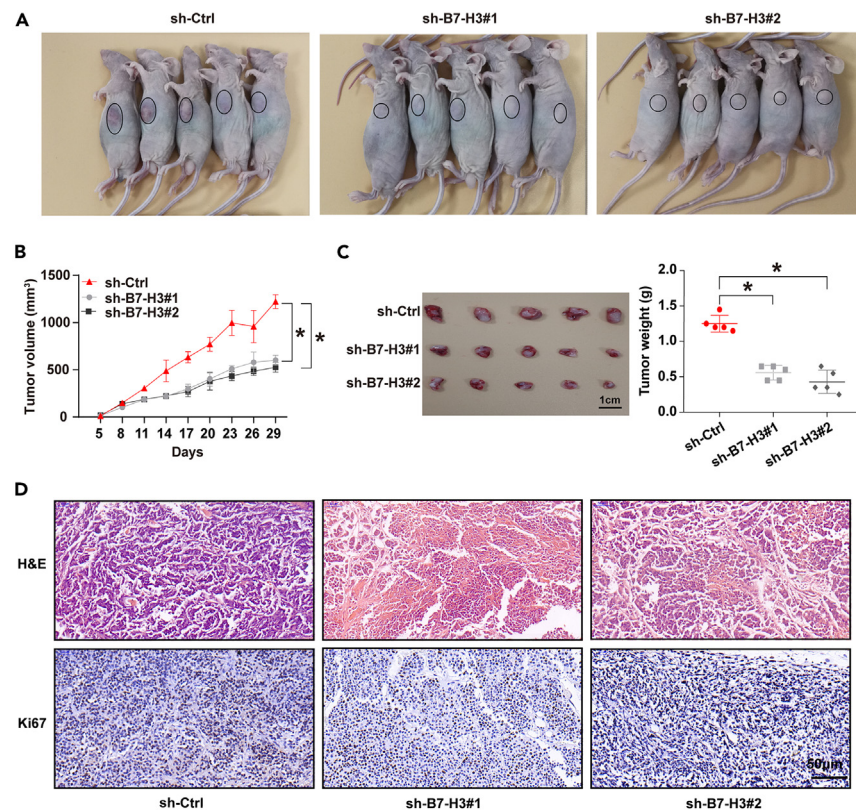 A
sh-Ctrl
sh-B7-H3#1
sh-B7-H3#2
B
Tumor volume (mm³)
1500
1000
500
0
sh-Ctrl
sh-B7-H3#1
sh-B7-H3#2
*
*
5 8 11 14 17 20 23 26 29
Days
C
sh-Ctrl
sh-B7-H3#1
sh-B7-H3#2
1cm
Tumor weight (g)
2.0
1.5
1.0
0.5
0.0
*
*
sh-Ctrl
sh-B7-H3#1
sh-B7-H3#2
D
H&E
Ki67
50μm
sh-Ctrl
sh-B7-H3#1
sh-B7-H3#2